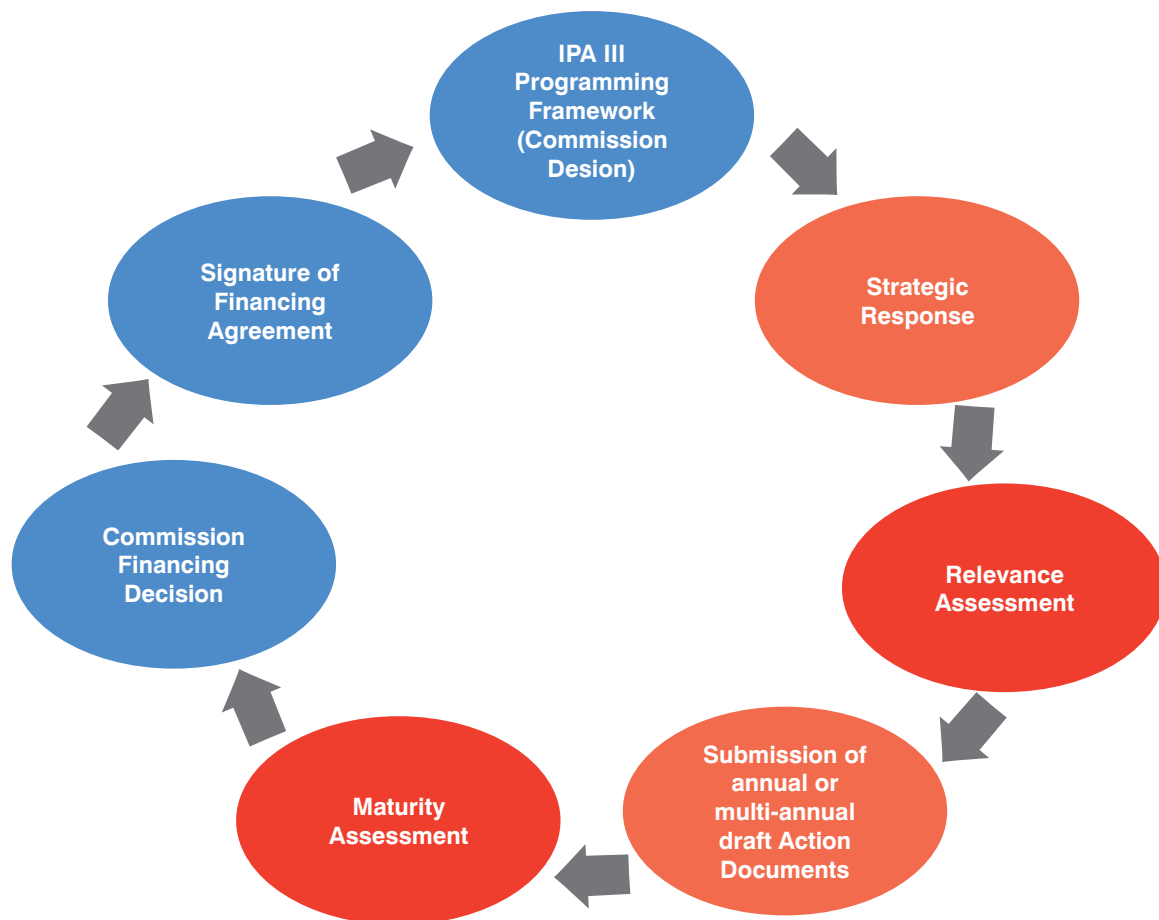 IPA III
Programming
Framework
(Commission
Desion)
Strategic
Response
Relevance
Assessment
Submission of
annual or
multi-annual
draft Action
Documents
Maturity
Assessment
Commission
Financing
Decision
Signature of
Financing
Agreement